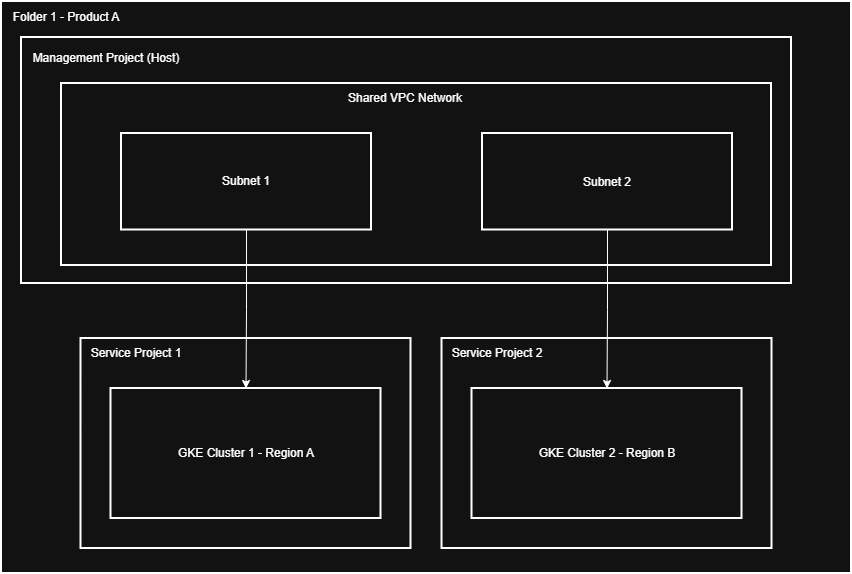 Folder 1 - Product A
Management Project (Host)
Shared VPC Network
Subnet 1
Subnet 2
Service Project 1
Service Project 2
GKE Cluster 1 - Region A
GKE Cluster 2 - Region B